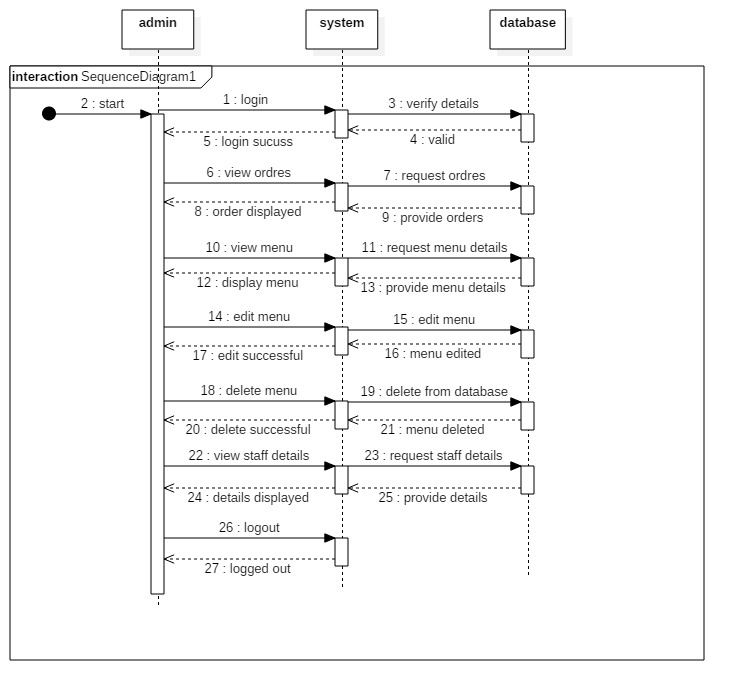 admin
system
database
interaction SequenceDiagram1
2 : start
1 : login
3 : verify details
5 : login sucuss
4 : valid
6 : view ordres
7 : request ordres
8 : order displayed
9 : provide orders
10 : view menu
11 : request menu details
12 : display menu
13 : provide menu details
14 : edit menu
15 : edit menu
17 : edit successful
16 : menu edited
18 : delete menu
19 : delete from database
20 : delete successful
21 : menu deleted
22 : view staff details
23 : request staff details
24 : details displayed
25 : provide details
26 : logout
27 : logged out